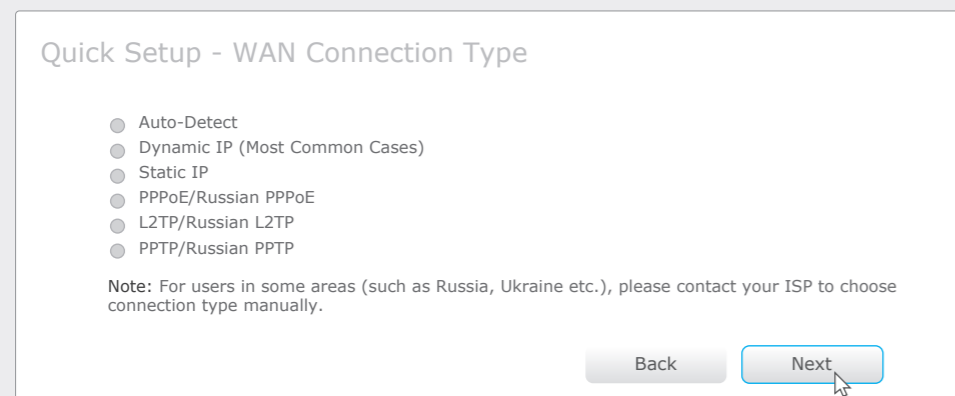 Quick Setup - WAN Connection Type
Auto-Detect
Dynamic IP (Most Common Cases)
Static IP
PPPoE/Russian PPPoE
L2TP/Russian L2TP
PPTP/Russian PPTP
Note: For users in some areas (such as Russia, Ukraine etc.), please contact your ISP to choose
connection type manually.
Back Next